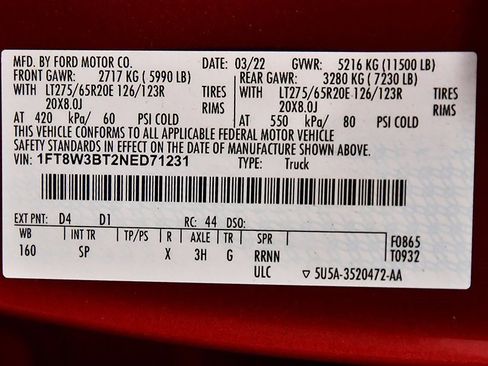 MFD. BY FORD MOTOR CO. DATE: 03/22 GVWR: 5216 KG (11500 LB)
FRONT GAWR: 2717 KG ( 5990 LB) REAR GAWR: 3280 KG ( 7230 LB)
WITH LT275/65R20E 126/123R TIRES WITH LT275/65R20E 126/123R TIRES
20X8.0J RIMS 20X8.0J RIMS
AT 420 kPa/ 60 PSI COLD AT 550 kPa/ 80 PSI COLD
THIS VEHICLE CONFORMS TO ALL APPLICABLE FEDERAL MOTOR VEHICLE
SAFETY STANDARDS IN EFFECT ON THE DATE OF MANUFACTURE SHOWN ABOVE.
VIN: 1FT8W3BT2NED71231 TYPE: Truck
EXT PNT: D4 D1 RC: 44 DSO:
WB INT TR TP/PS R AXLE TR SPR F0865
160 SP X 3H G RRNN T0932
ULC ▽ 5U5A-3520472-AA